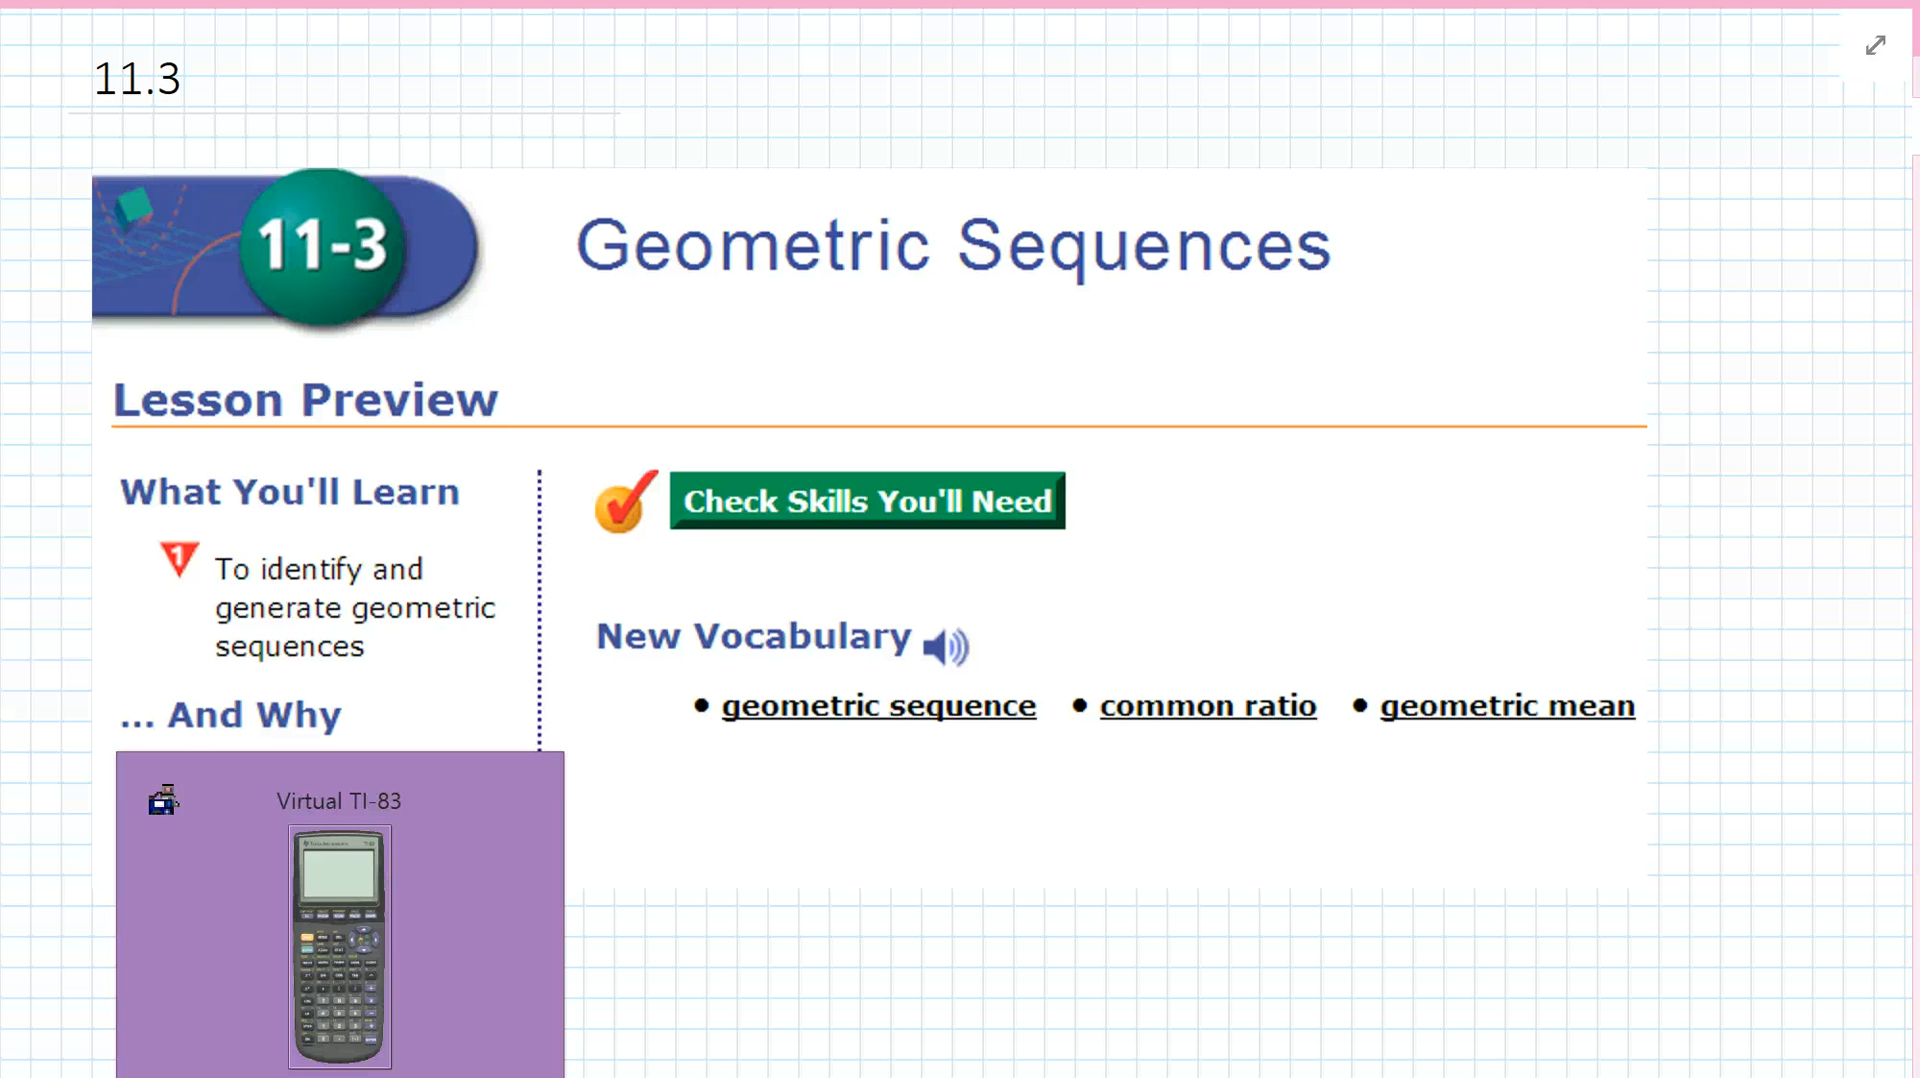 11.3
11-3
Geometric Sequences
Lesson Preview
What You'll Learn
1
To identify and
generate geometric
sequences
... And Why
Check Skills You'll Need
New Vocabulary
• geometric sequence • common ratio • geometric mean
Virtual TI-83